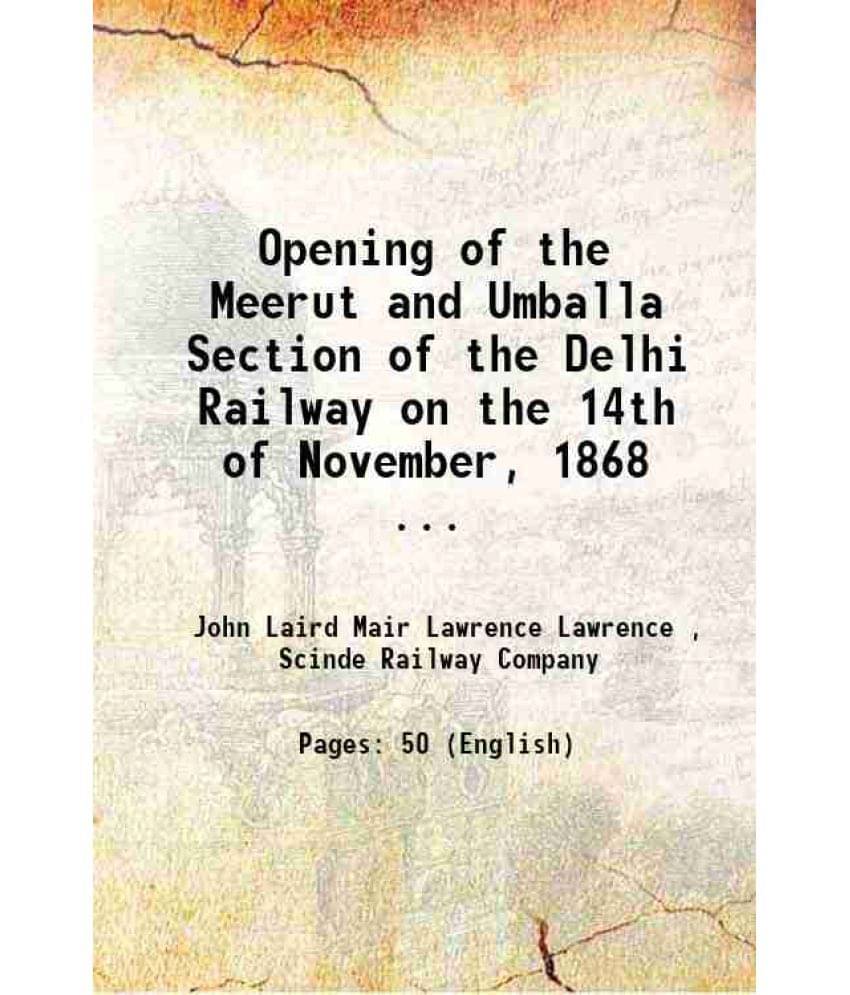 Opening of the
Meerut and Umballa
Section of the Delhi
Railway on the 14th
of November, 1868
...
John Laird Mair Lawrence Lawrence ,
Scinde Railway Company
Pages: 50 (English)